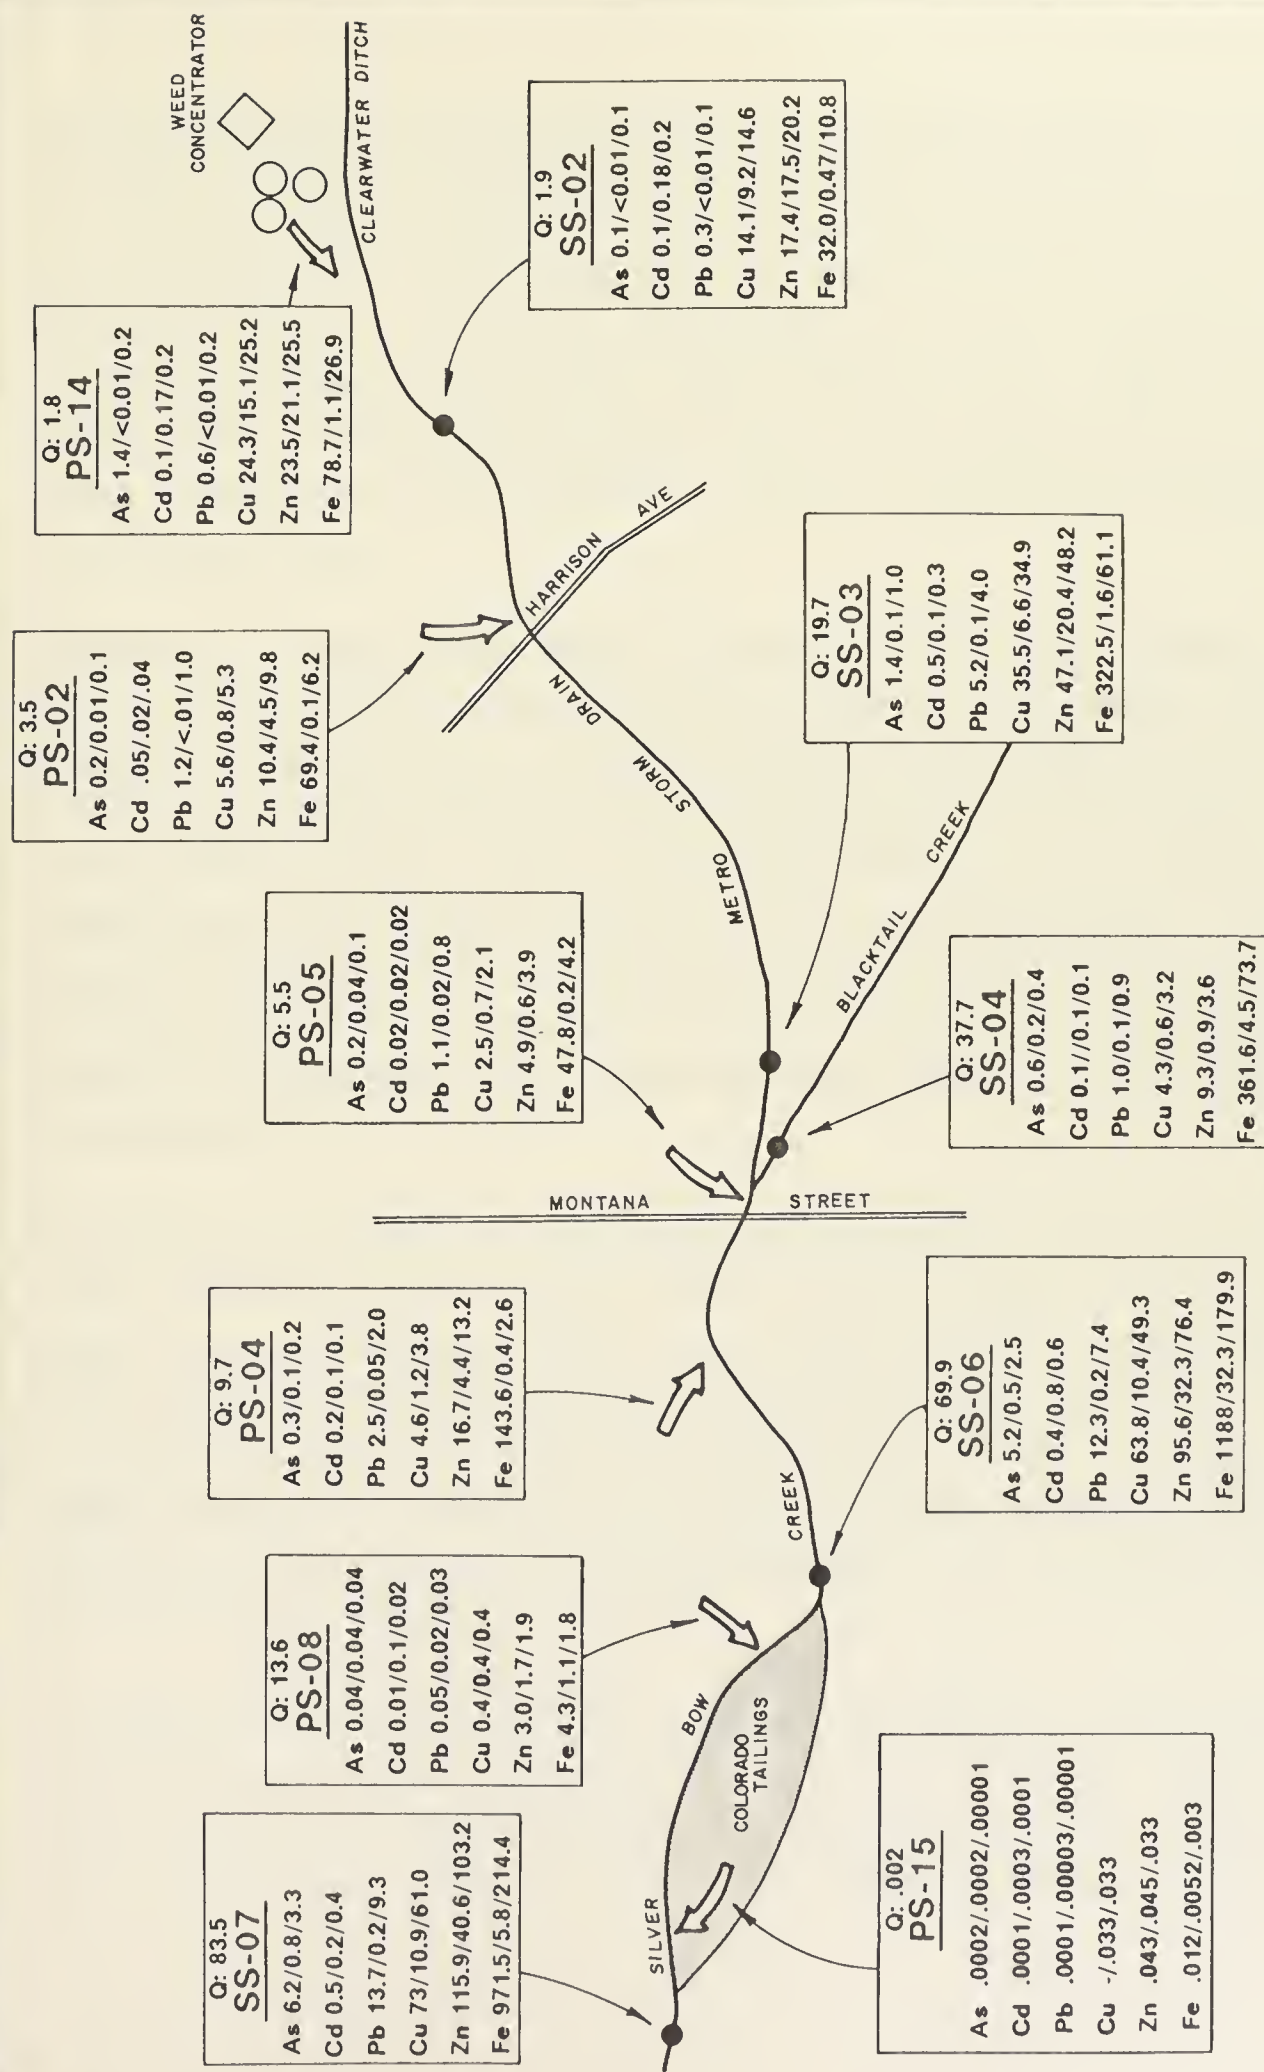 WEED
CONCENTRATOR
CLEARWATER DITCH
Q: 1.8
PS-14
As 1.4/<0.01/0.2
Cd 0.1/0.17/0.2
Pb 0.6/<0.01/0.2
Cu 24.3/15.1/25.2
Zn 23.5/21.1/25.5
Fe 78.7/1.1/26.9
Q: 1.9
SS-02
As 0.1/<0.01/0.1
Cd 0.1/0.18/0.2
Pb 0.3/<0.01/0.1
Cu 14.1/9.2/14.6
Zn 17.4/17.5/20.2
Fe 32.0/0.47/10.8
Q: 3.5
PS-02
As 0.2/0.01/0.1
Cd .05/.02/.04
Pb 1.2/<.01/1.0
Cu 5.6/0.8/5.3
Zn 10.4/4.5/9.8
Fe 69.4/0.1/6.2
HARRISON AVE
METRO STORM DRAIN
Q: 19.7
SS-03
As 1.4/0.1/1.0
Cd 0.5/0.1/0.3
Pb 5.2/0.1/4.0
Cu 35.5/6.6/34.9
Zn 47.1/20.4/48.2
Fe 322.5/1.6/61.1
Q: 5.5
PS-05
As 0.2/0.04/0.1
Cd 0.02/0.02/0.02
Pb 1.1/0.02/0.8
Cu 2.5/0.7/2.1
Zn 4.9/0.6/3.9
Fe 47.8/0.2/4.2
BLACKTAIL CREEK
Q: 37.7
SS-04
As 0.6/0.2/0.4
Cd 0.1/0.1/0.1
Pb 1.0/0.1/0.9
Cu 4.3/0.6/3.2
Zn 9.3/0.9/3.6
Fe 361.6/4.5/73.7
MONTANA STREET
Q: 9.7
PS-04
As 0.3/0.1/0.2
Cd 0.2/0.1/0.1
Pb 2.5/0.05/2.0
Cu 4.6/1.2/3.8
Zn 16.7/4.4/13.2
Fe 143.6/0.4/2.6
Q: 69.9
SS-06
As 5.2/0.5/2.5
Cd 0.4/0.8/0.6
Pb 12.3/0.2/7.4
Cu 63.8/10.4/49.3
Zn 95.6/32.3/76.4
Fe 1188/32.3/179.9
Q: 13.6
PS-08
As 0.04/0.04/0.04
Cd 0.01/0.1/0.02
Pb 0.05/0.02/0.03
Cu 0.4/0.4/0.4
Zn 3.0/1.7/1.9
Fe 4.3/1.1/1.8
SILVER BOW CREEK
COLORADO
TAILINGS
Q: 83.5
SS-07
As 6.2/0.8/3.3
Cd 0.5/0.2/0.4
Pb 13.7/0.2/9.3
Cu 73/10.9/61.0
Zn 115.9/40.6/103.2
Fe 971.5/5.8/214.4
Q: .002
PS-15
As .0002/.0002/.00001
Cd .0001/.0003/.0001
Pb .0001/.00003/.00001
Cu -/.033/.033
Zn .043/.045/.033
Fe .012/.0052/.003